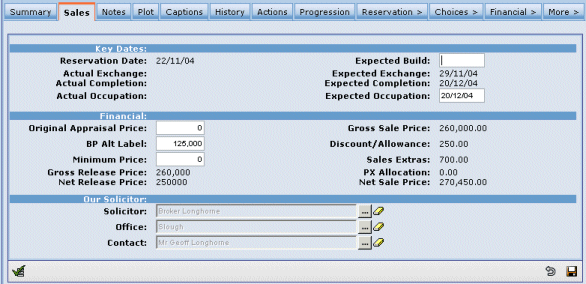 Summary Sales Notes Plot Captions History Actions Progression Reservation > Choices > Financial > More >
Key Dates:
Reservation Date: 22/11/04 Expected Build:
Actual Exchange: Expected Exchange: 29/11/04
Actual Completion: Expected Completion: 20/12/04
Actual Occupation: Expected Occupation: 20/12/04
Financial:
Original Appraisal Price: 0 Gross Sale Price: 260,000.00
BP Alt Label: 125,000 Discount/Allowance: 250.00
Minimum Price: 0 Sales Extras: 700.00
Gross Release Price: 260,000 PX Allocation: 0.00
Net Release Price: 250000 Net Sale Price: 270,450.00
Our Solicitor:
Solicitor: Broker Longhorne ...
Office: Slough ...
Contact: Mr Geoff Longhorne ...